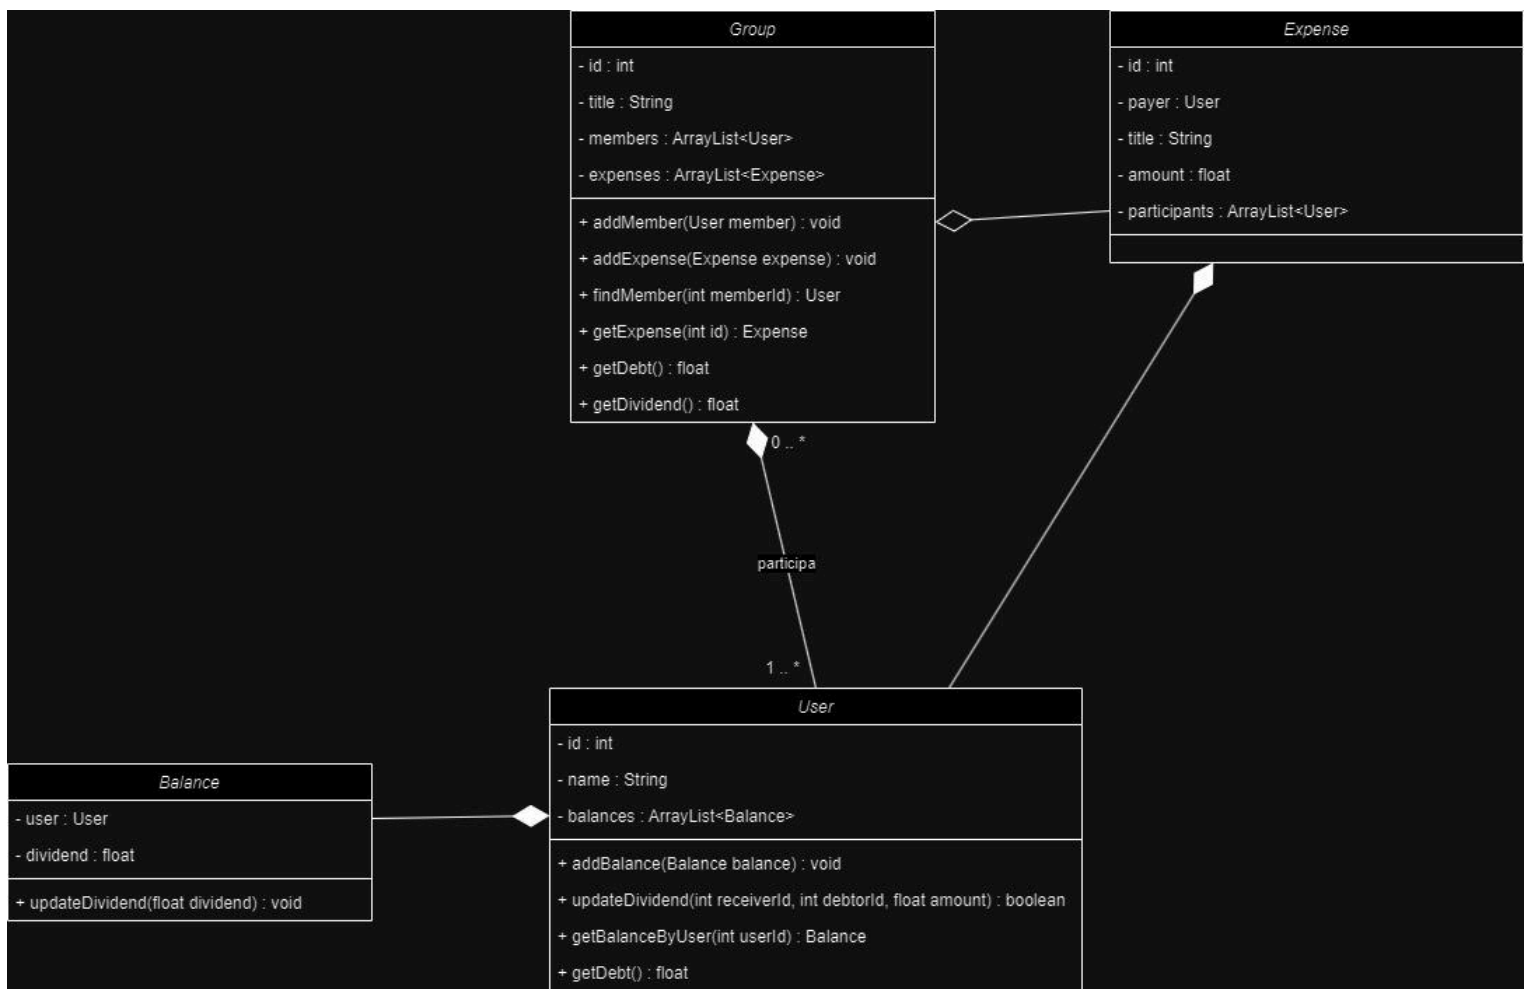 Group
- id : int
- title : String
- members : ArrayList<User>
- expenses : ArrayList<Expense>
+ addMember(User member) : void
+ addExpense(Expense expense) : void
+ findMember(int memberId) : User
+ getExpense(int id) : Expense
+ getDebt() : float
+ getDividend() : float
Expense
- id : int
- payer : User
- title : String
- amount : float
- participants : ArrayList<User>
0 .. *
participa
1 .. *
User
- id : int
- name : String
- balances : ArrayList<Balance>
+ addBalance(Balance balance) : void
+ updateDividend(int receiverId, int debtorId, float amount) : boolean
+ getBalanceByUser(int userId) : Balance
+ getDebt() : float
Balance
- user : User
- dividend : float
+ updateDividend(float dividend) : void